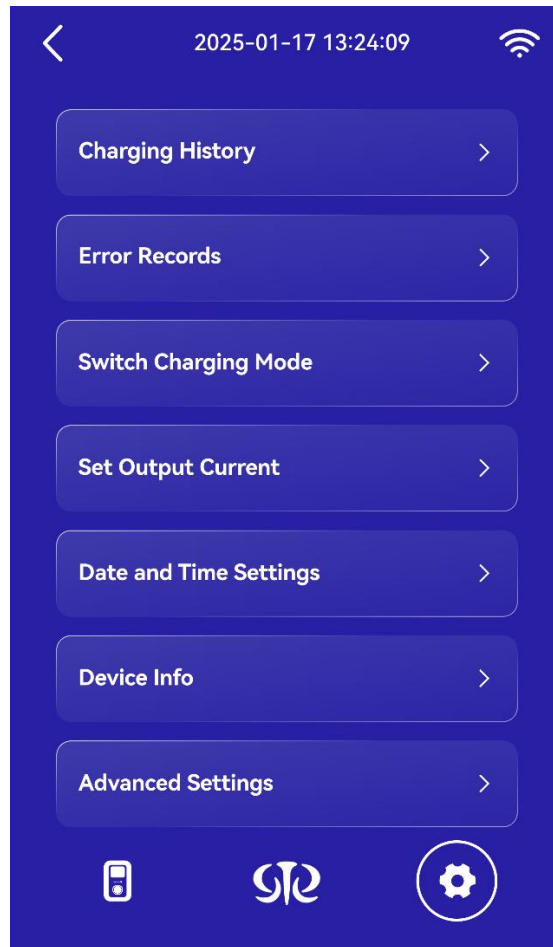 2025-01-17 13:24:09
Charging History
Error Records
Switch Charging Mode
Set Output Current
Date and Time Settings
Device Info
Advanced Settings